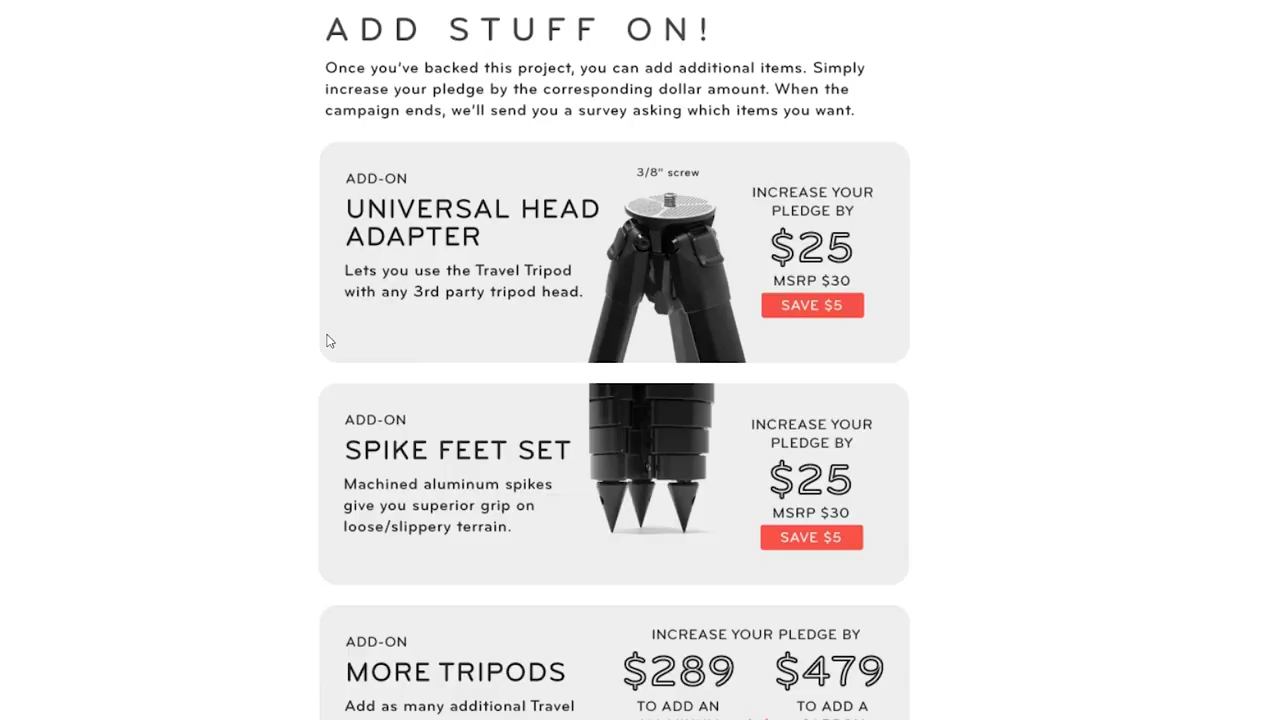 ADD STUFF ON!
Once you've backed this project, you can add additional items. Simply
increase your pledge by the corresponding dollar amount. When the
campaign ends, we'll send you a survey asking which items you want.
ADD-ON
UNIVERSAL HEAD
ADAPTER
Lets you use the Travel Tripod
with any 3rd party tripod head.
3/8" screw
INCREASE YOUR
PLEDGE BY
$25
MSRP $30
SAVE $5
ADD-ON
SPIKE FEET SET
Machined aluminum spikes
give you superior grip on
loose/slippery terrain.
INCREASE YOUR
PLEDGE BY
$25
MSRP $30
SAVE $5
ADD-ON
MORE TRIPODS
Add as many additional Travel
INCREASE YOUR PLEDGE BY
$289
TO ADD AN
$479
TO ADD A